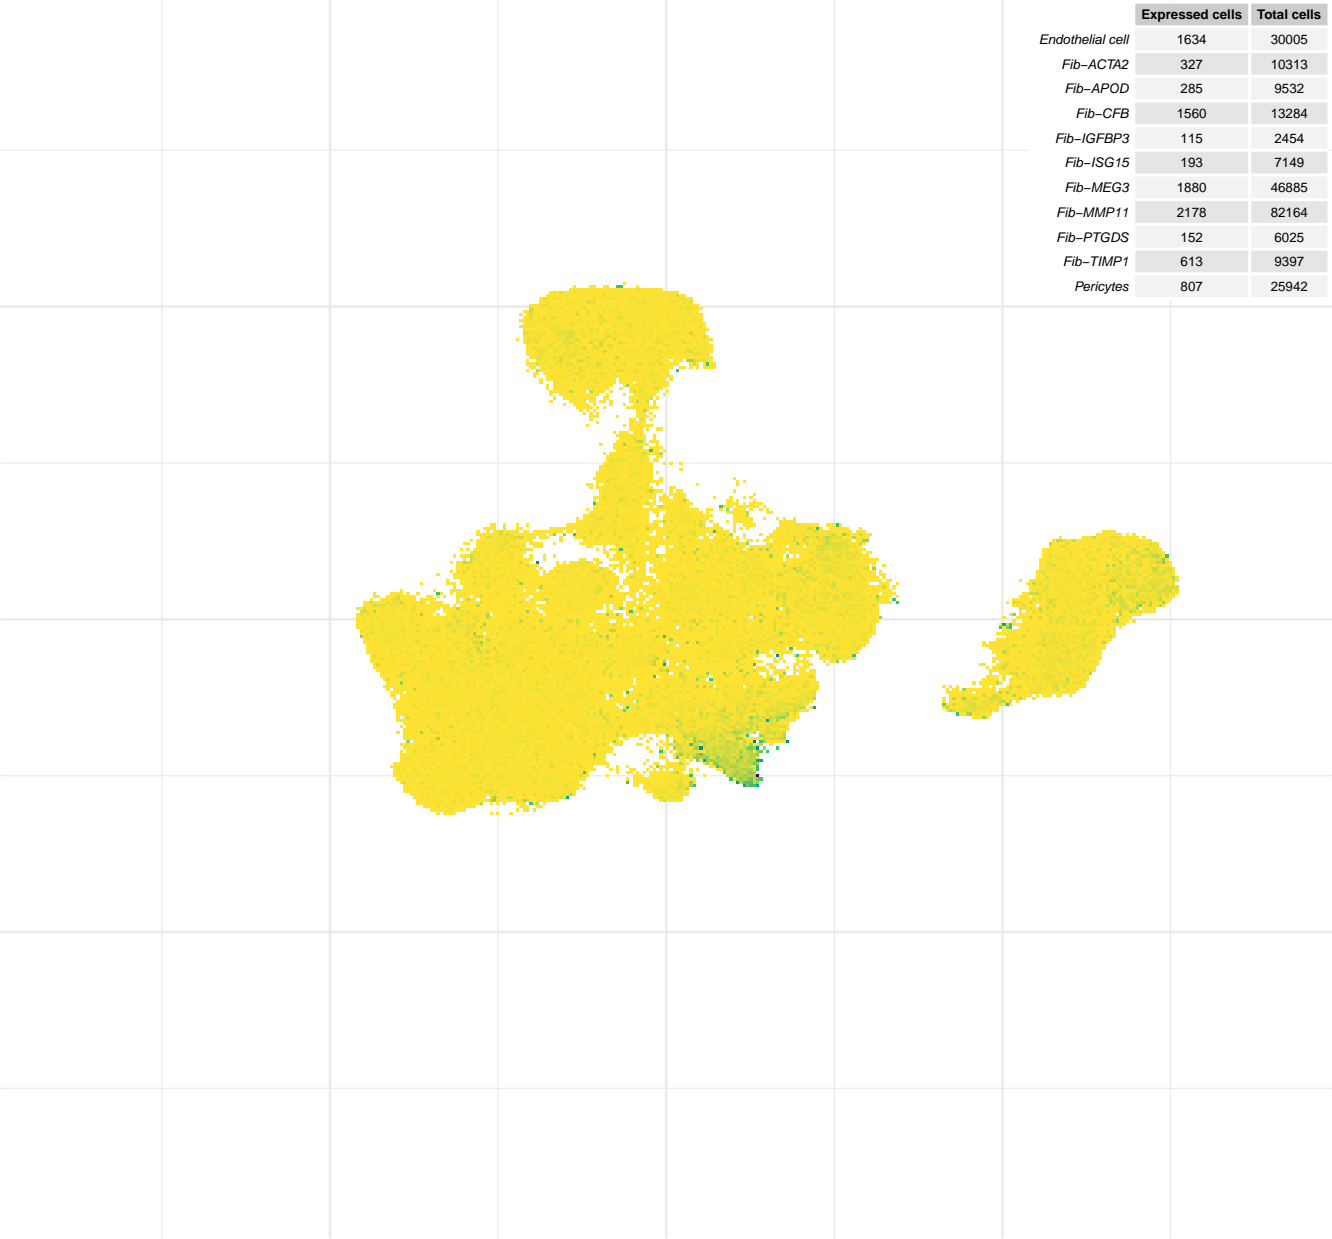 Expressed cells Total cells
Endothelial cell 1634 30005
Fib−ACTA2 327 10313
Fib−APOD 285 9532
Fib−CFB 1560 13284
Fib−IGFBP3 115 2454
Fib−ISG15 193 7149
Fib−MEG3 1880 46885
Fib−MMP11 2178 82164
Fib−PTGDS 152 6025
Fib−TIMP1 613 9397
Pericytes 807 25942